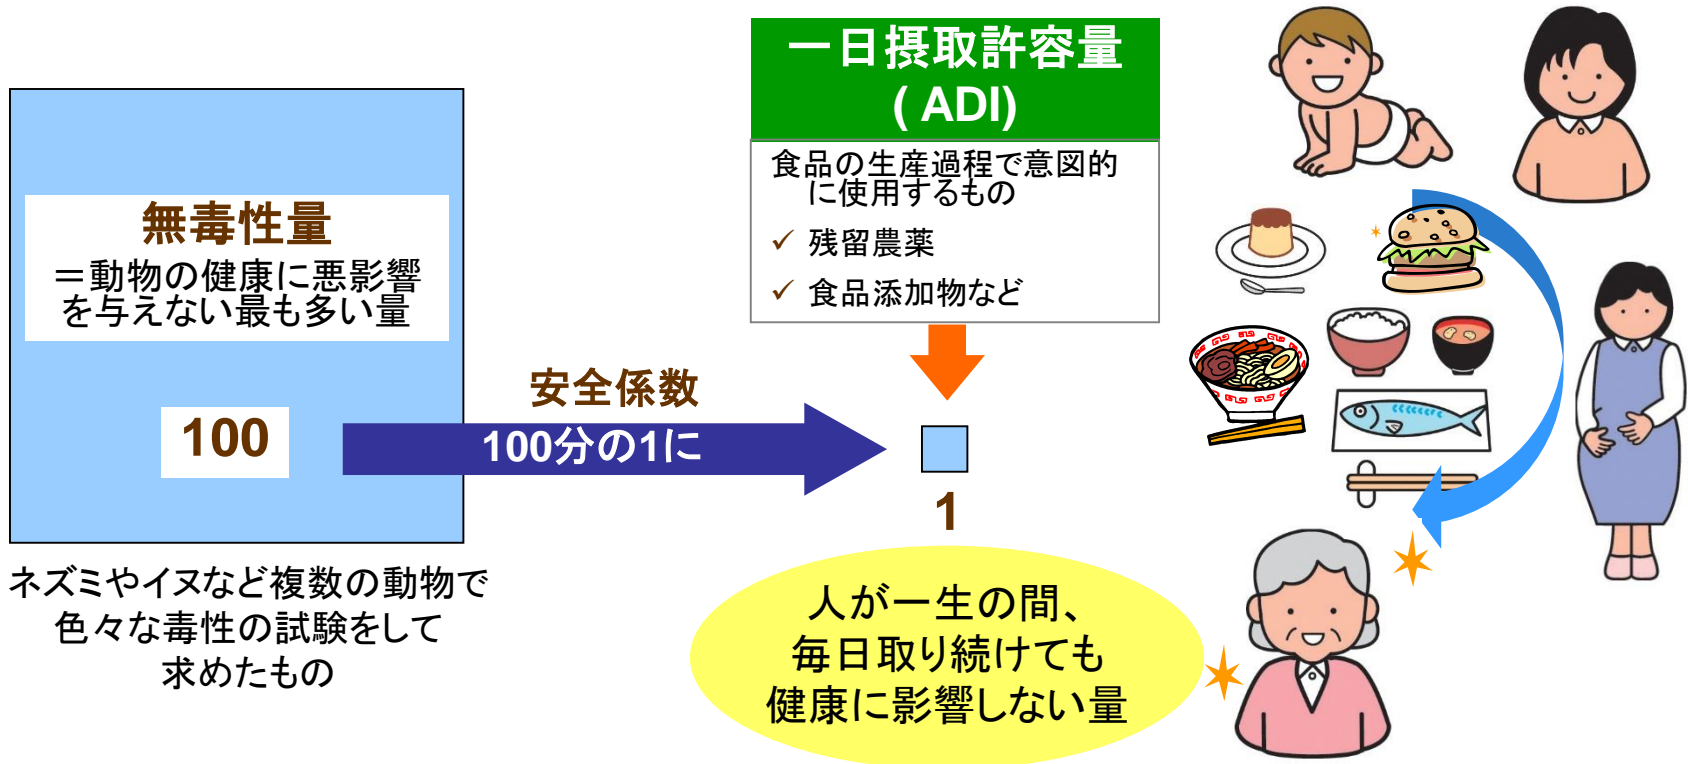 無毒性量
＝動物の健康に悪影響
を与えない最も多い量
100
ネズミやイヌなど複数の動物で
色々な毒性の試験をして
求めたもの
安全係数
100分の1に
一日摂取許容量
( ADI)
食品の生産過程で意図的
に使用するもの
✓ 残留農薬
✓ 食品添加物など
1
人が一生の間、
毎日取り続けても
健康に影響しない量